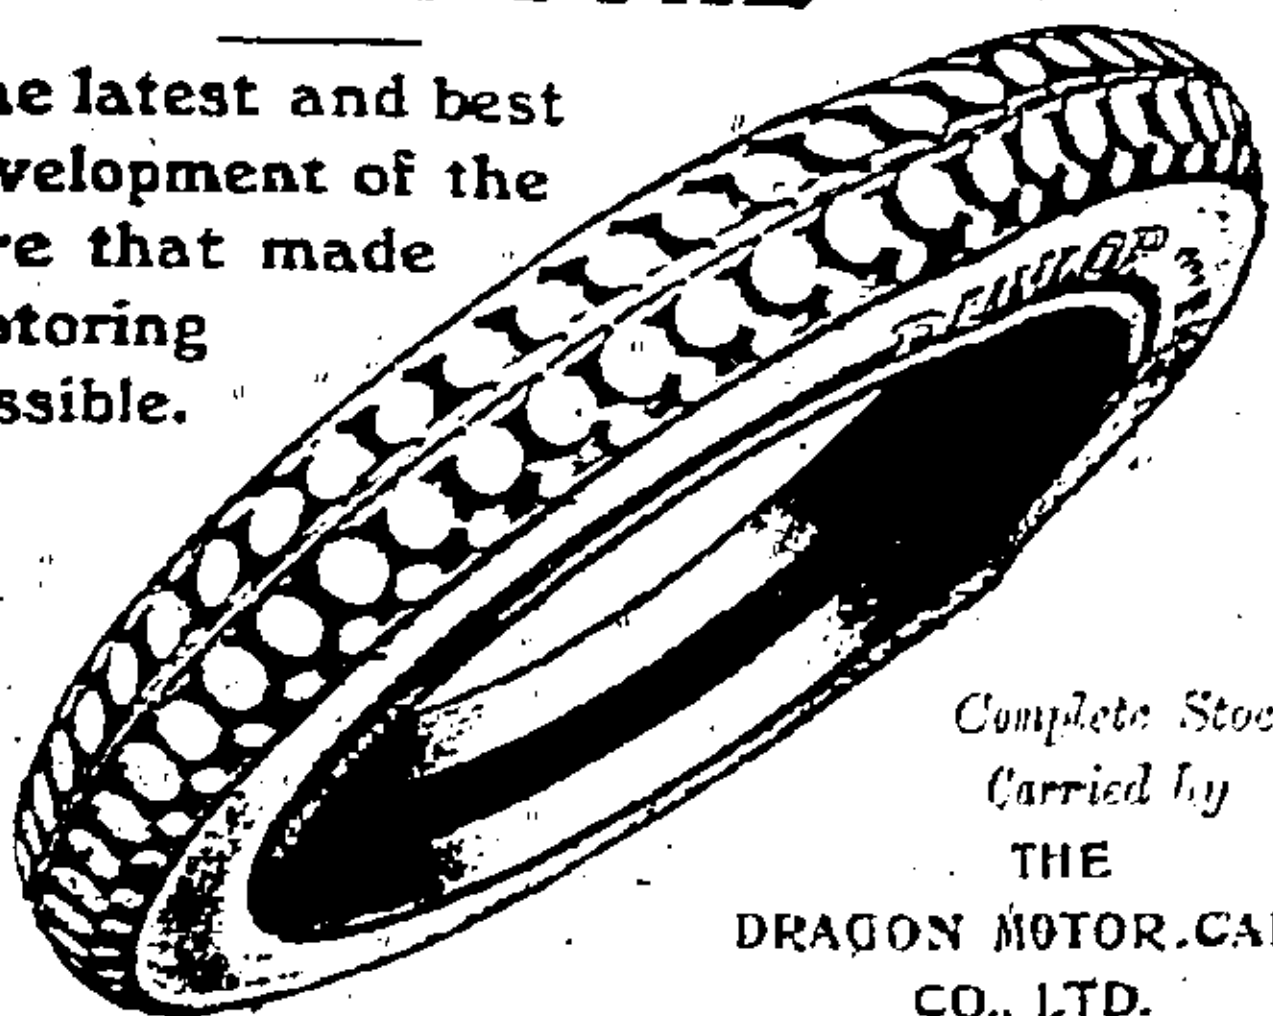 he latest and best
velopment of the
re that made
otoring
ssible.
DUNLOP
Complete Stoc
Carried by
THE
DRAGON MOTOR CAR
CO., LTD.